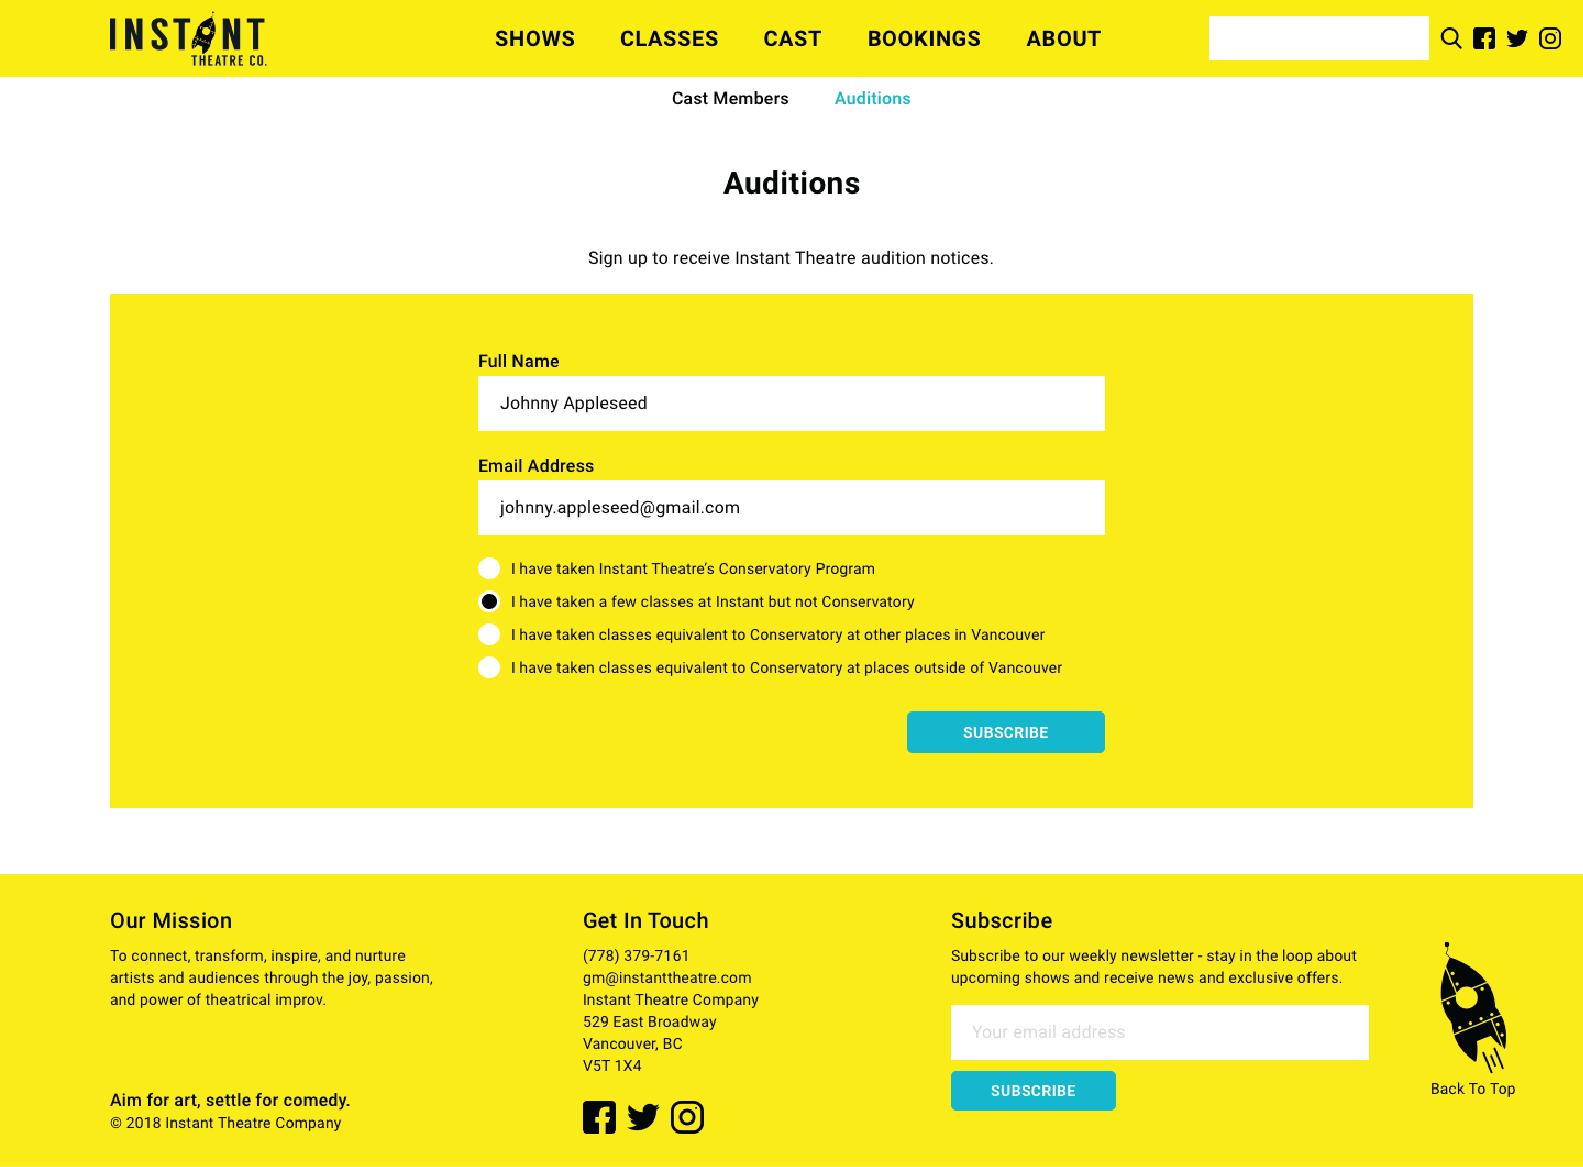 INSTANT
THEATRE CO.
SHOWS CLASSES CAST BOOKINGS ABOUT
Cast Members Auditions
Auditions
Sign up to receive Instant Theatre audition notices.
Full Name
Johnny Appleseed
Email Address
johnny.appleseed@gmail.com
I have taken Instant Theatre’s Conservatory Program
I have taken a few classes at Instant but not Conservatory
I have taken classes equivalent to Conservatory at other places in Vancouver
I have taken classes equivalent to Conservatory at places outside of Vancouver
SUBSCRIBE
Our Mission
To connect, transform, inspire, and nurture
artists and audiences through the joy, passion,
and power of theatrical improv.
Aim for art, settle for comedy.
© 2018 Instant Theatre Company
Get In Touch
(778) 379-7161
gm@instanttheatre.com
Instant Theatre Company
529 East Broadway
Vancouver, BC
V5T 1X4
Subscribe
Subscribe to our weekly newsletter - stay in the loop about
upcoming shows and receive news and exclusive offers.
Your email address
SUBSCRIBE
Back To Top